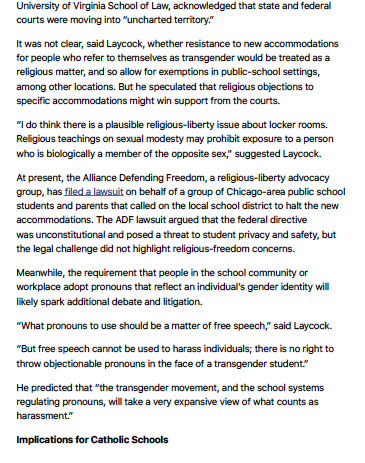 University of Virginia School of Law, acknowledged that state and federal
courts were moving into “uncharted territory.”
It was not clear, said Laycock, whether resistance to new accommodations
for people who refer to themselves as transgender would be treated as a
religious matter, and so allow for exemptions in public-school settings,
among other locations. But he speculated that religious objections to
specific accommodations might win support from the courts.
“I do think there is a plausible religious-liberty issue about locker rooms.
Religious teachings on sexual modesty may prohibit exposure to a person
who is biologically a member of the opposite sex,” suggested Laycock.
At present, the Alliance Defending Freedom, a religious-liberty advocacy
group, has filed a lawsuit on behalf of a group of Chicago-area public school
students and parents that called on the local school district to halt the new
accommodations. The ADF lawsuit argued that the federal directive
was unconstitutional and posed a threat to student privacy and safety, but
the legal challenge did not highlight religious-freedom concerns.
Meanwhile, the requirement that people in the school community or
workplace adopt pronouns that reflect an individual’s gender identity will
likely spark additional debate and litigation.
“What pronouns to use should be a matter of free speech,” said Laycock.
“But free speech cannot be used to harass individuals; there is no right to
throw objectionable pronouns in the face of a transgender student.”
He predicted that “the transgender movement, and the school systems
regulating pronouns, will take a very expansive view of what counts as
harassment.”
Implications for Catholic Schools